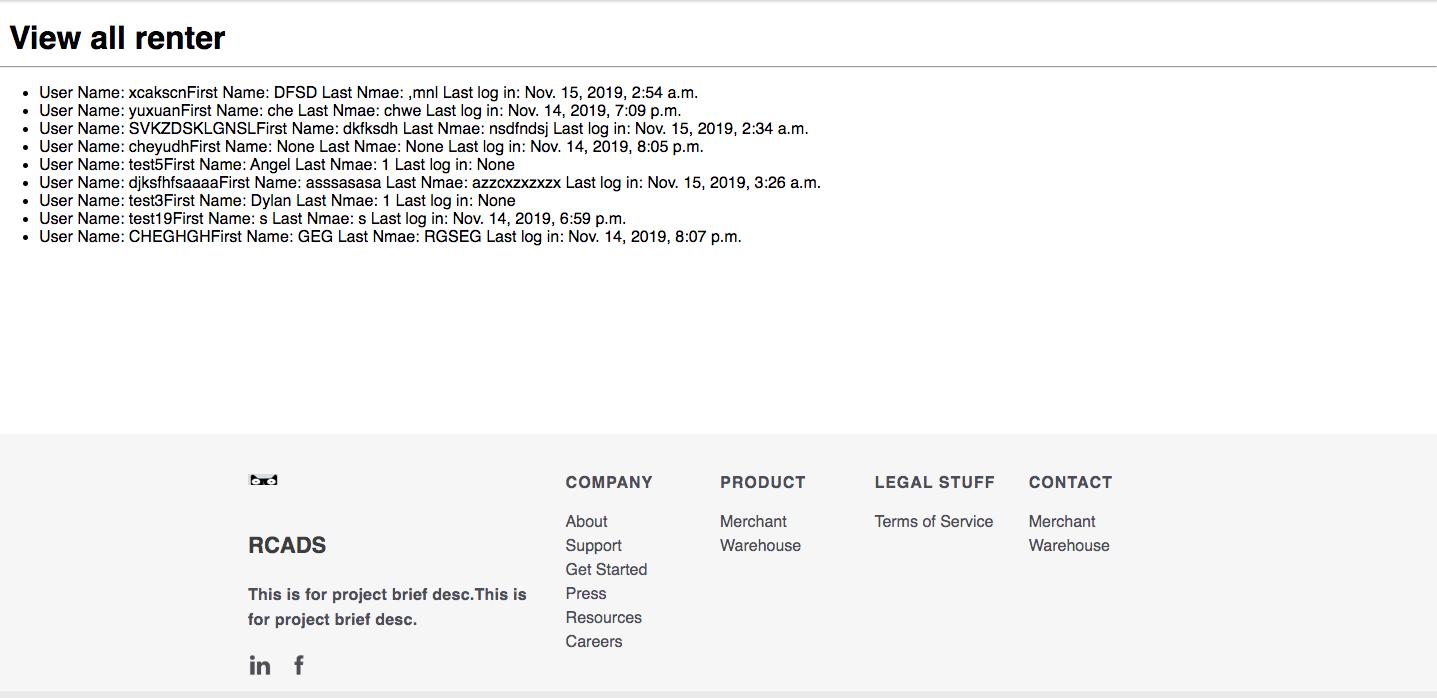 View all renter
User Name: xcakscnFirst Name: DFSD Last Nmae: ,mnl Last log in: Nov. 15, 2019, 2:54 a.m.
User Name: yuxuanFirst Name: che Last Nmae: chwe Last log in: Nov. 14, 2019, 7:09 p.m.
User Name: SVKZDSKLGNSLFirst Name: dkfksdh Last Nmae: nsdfndsj Last log in: Nov. 15, 2019, 2:34 a.m.
User Name: cheyudhFirst Name: None Last Nmae: None Last log in: Nov. 14, 2019, 8:05 p.m.
User Name: test5First Name: Angel Last Nmae: 1 Last log in: None
User Name: djksfhfsaaaaFirst Name: asssasasa Last Nmae: azzcxzxzxzx Last log in: Nov. 15, 2019, 3:26 a.m.
User Name: test3First Name: Dylan Last Nmae: 1 Last log in: None
User Name: test19First Name: s Last Nmae: s Last log in: Nov. 14, 2019, 6:59 p.m.
User Name: CHEGHGHFirst Name: GEG Last Nmae: RGSEG Last log in: Nov. 14, 2019, 8:07 p.m.
RCADS
This is for project brief desc.This is
for project brief desc.
in f
COMPANY
About
Support
Get Started
Press
Resources
Careers
PRODUCT
Merchant
Warehouse
LEGAL STUFF
Terms of Service
CONTACT
Merchant
Warehouse